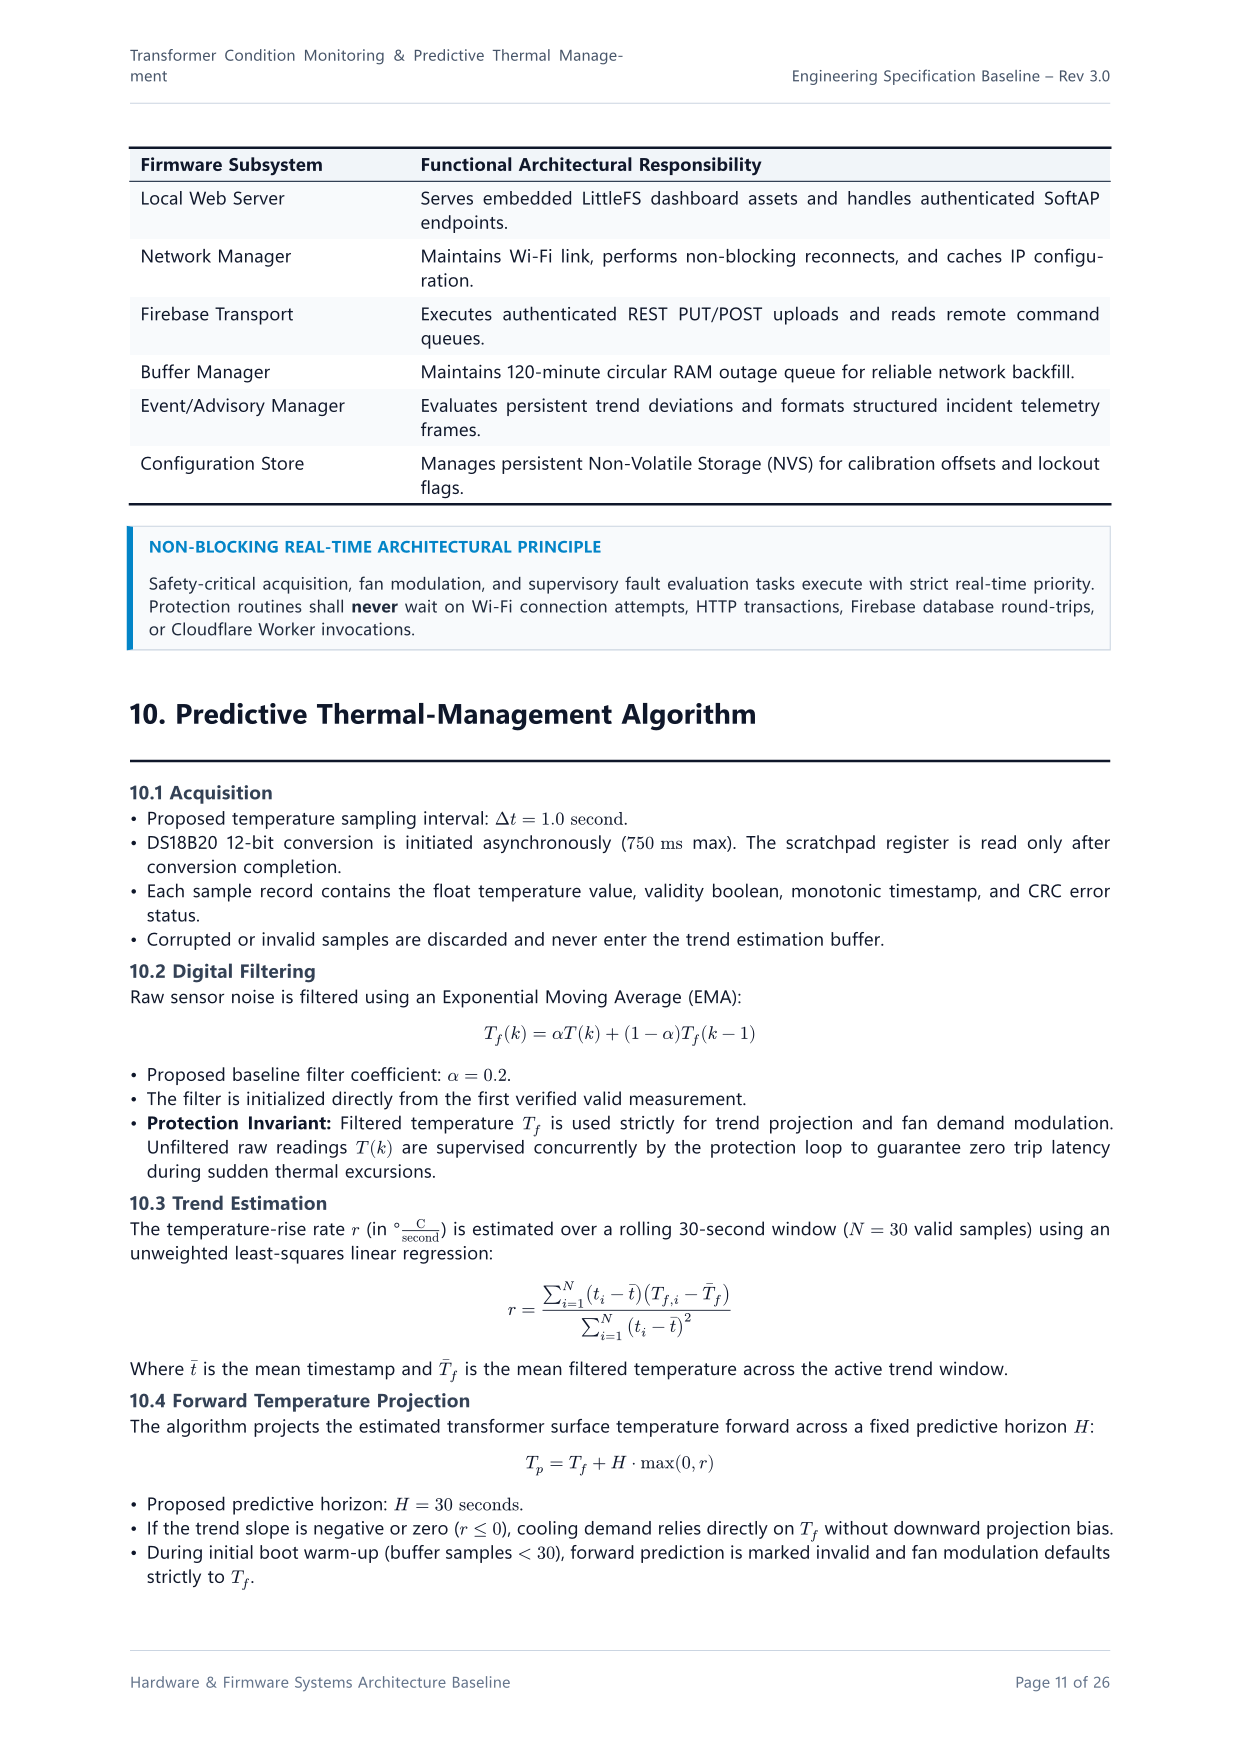 Transformer Condition Monitoring & Predictive Thermal Manage-
ment
Engineering Specification Baseline – Rev 3.0
Firmware Subsystem Functional Architectural Responsibility
Local Web Server Serves embedded LittleFS dashboard assets and handles authenticated SoftAP
endpoints.
Network Manager Maintains Wi-Fi link, performs non-blocking reconnects, and caches IP configu-
ration.
Firebase Transport Executes authenticated REST PUT/POST uploads and reads remote command
queues.
Buffer Manager Maintains 120-minute circular RAM outage queue for reliable network backfill.
Event/Advisory Manager Evaluates persistent trend deviations and formats structured incident telemetry
frames.
Configuration Store Manages persistent Non-Volatile Storage (NVS) for calibration offsets and lockout
flags.
NON-BLOCKING REAL-TIME ARCHITECTURAL PRINCIPLE
Safety-critical acquisition, fan modulation, and supervisory fault evaluation tasks execute with strict real-time priority.
Protection routines shall never wait on Wi-Fi connection attempts, HTTP transactions, Firebase database round-trips,
or Cloudflare Worker invocations.
10. Predictive Thermal-Management Algorithm
10.1 Acquisition
• Proposed temperature sampling interval: Δt = 1.0 second.
• DS18B20 12-bit conversion is initiated asynchronously (750 ms max). The scratchpad register is read only after
conversion completion.
• Each sample record contains the float temperature value, validity boolean, monotonic timestamp, and CRC error
status.
• Corrupted or invalid samples are discarded and never enter the trend estimation buffer.
10.2 Digital Filtering
Raw sensor noise is filtered using an Exponential Moving Average (EMA):
T_f(k) = αT(k) + (1 − α)T_f(k − 1)
• Proposed baseline filter coefficient: α = 0.2.
• The filter is initialized directly from the first verified valid measurement.
• Protection Invariant: Filtered temperature T_f is used strictly for trend projection and fan demand modulation.
Unfiltered raw readings T(k) are supervised concurrently by the protection loop to guarantee zero trip latency
during sudden thermal excursions.
10.3 Trend Estimation
The temperature-rise rate r (in °C/second) is estimated over a rolling 30-second window (N = 30 valid samples) using an
unweighted least-squares linear regression:
r = ∑_{i=1}^N (t_i − t̄)(T_{f,i} − T̄_f) / ∑_{i=1}^N (t_i − t̄)^2
Where t̄ is the mean timestamp and T̄_f is the mean filtered temperature across the active trend window.
10.4 Forward Temperature Projection
The algorithm projects the estimated transformer surface temperature forward across a fixed predictive horizon H:
T_p = T_f + H · max(0, r)
• Proposed predictive horizon: H = 30 seconds.
• If the trend slope is negative or zero (r ≤ 0), cooling demand relies directly on T_f without downward projection bias.
• During initial boot warm-up (buffer samples < 30), forward prediction is marked invalid and fan modulation defaults
strictly to T_f.
Hardware & Firmware Systems Architecture Baseline
Page 11 of 26